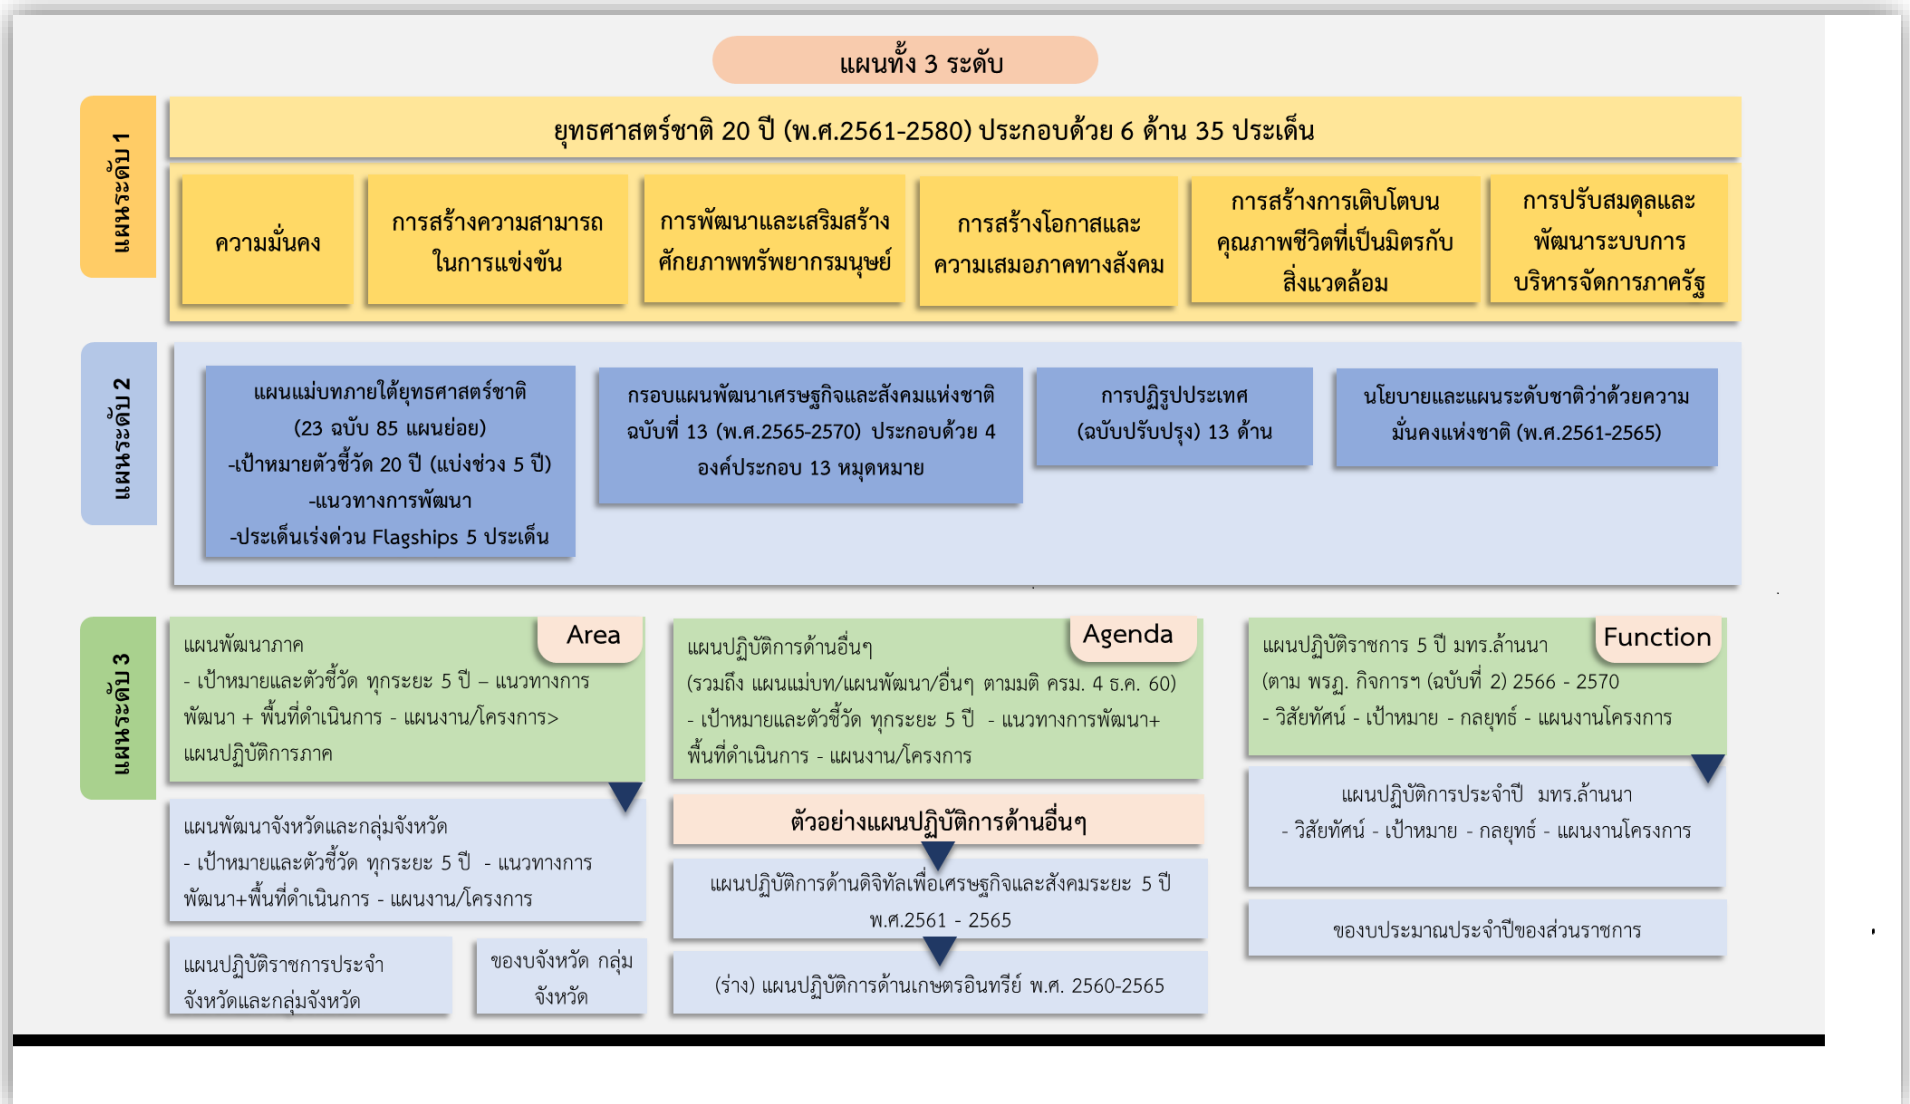 แผนทั้ง 3 ระดับ
แผนระดับ 1
ยุทธศาสตร์ชาติ 20 ปี (พ.ศ.2561-2580) ประกอบด้วย 6 ด้าน 35 ประเด็น
ความมั่นคง
การสร้างความสามารถ
ในการแข่งขัน
การพัฒนาและเสริมสร้าง
ศักยภาพทรัพยากรมนุษย์
การสร้างโอกาสและ
ความเสมอภาคทางสังคม
การสร้างการเติบโตบน
คุณภาพชีวิตที่เป็นมิตรกับ
สิ่งแวดล้อม
การปรับสมดุลและ
พัฒนาระบบการ
บริหารจัดการภาครัฐ
แผนระดับ 2
แผนแม่บทภายใต้ยุทธศาสตร์ชาติ
(23 ฉบับ 85 แผนย่อย)
-เป้าหมายตัวชี้วัด 20 ปี (แบ่งช่วง 5 ปี)
-แนวทางการพัฒนา
-ประเด็นเร่งด่วน Flagships 5 ประเด็น
กรอบแผนพัฒนาเศรษฐกิจและสังคมแห่งชาติ
ฉบับที่ 13 (พ.ศ.2565-2570) ประกอบด้วย 4
องค์ประกอบ 13 หมุดหมาย
การปฏิรูปประเทศ
(ฉบับปรับปรุง) 13 ด้าน
นโยบายและแผนระดับชาติว่าด้วยความ
มั่นคงแห่งชาติ (พ.ศ.2561-2565)
แผนระดับ 3
Area
แผนพัฒนาภาค
- เป้าหมายและตัวชี้วัด ทุกระยะ 5 ปี – แนวทางการ
พัฒนา + พื้นที่ดำเนินการ - แผนงาน/โครงการ>
แผนปฏิบัติการภาค
แผนพัฒนาจังหวัดและกลุ่มจังหวัด
- เป้าหมายและตัวชี้วัด ทุกระยะ 5 ปี - แนวทางการ
พัฒนา+พื้นที่ดำเนินการ - แผนงาน/โครงการ
แผนปฏิบัติราชการประจำ
จังหวัดและกลุ่มจังหวัด
ของบจังหวัด กลุ่ม
จังหวัด
Agenda
แผนปฏิบัติการด้านอื่นๆ
(รวมถึง แผนแม่บท/แผนพัฒนา/อื่นๆ ตามมติ ครม. 4 ธ.ค. 60)
- เป้าหมายและตัวชี้วัด ทุกระยะ 5 ปี - แนวทางการพัฒนา+
พื้นที่ดำเนินการ - แผนงาน/โครงการ
ตัวอย่างแผนปฏิบัติการด้านอื่นๆ
แผนปฏิบัติการด้านดิจิทัลเพื่อเศรษฐกิจและสังคมระยะ 5 ปี
พ.ศ.2561 - 2565
(ร่าง) แผนปฏิบัติการด้านเกษตรอินทรีย์ พ.ศ. 2560-2565
Function
แผนปฏิบัติราชการ 5 ปี มทร.ล้านนา
(ตาม พรฎ. กิจการฯ (ฉบับที่ 2) 2566 - 2570
- วิสัยทัศน์ - เป้าหมาย - กลยุทธ์ - แผนงานโครงการ
แผนปฏิบัติการประจำปี มทร.ล้านนา
- วิสัยทัศน์ - เป้าหมาย - กลยุทธ์ - แผนงานโครงการ
ของบประมาณประจำปีของส่วนราชการ